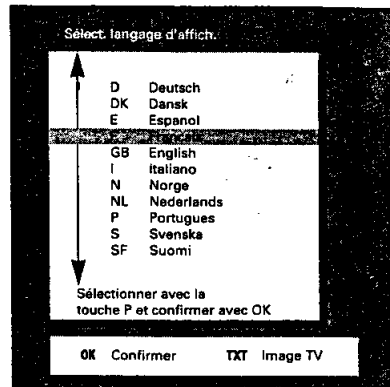 Sélect. langage d'affich.
D Deutsch
DK Dansk
E Espanol
Français
GB English
I Italiano
N Norge
NL Nederlands
P Portugues
S Svenska
SF Suomi
Sélectionner avec la
touche P et confirmer avec OK
OK Confirmer TXT Image TV